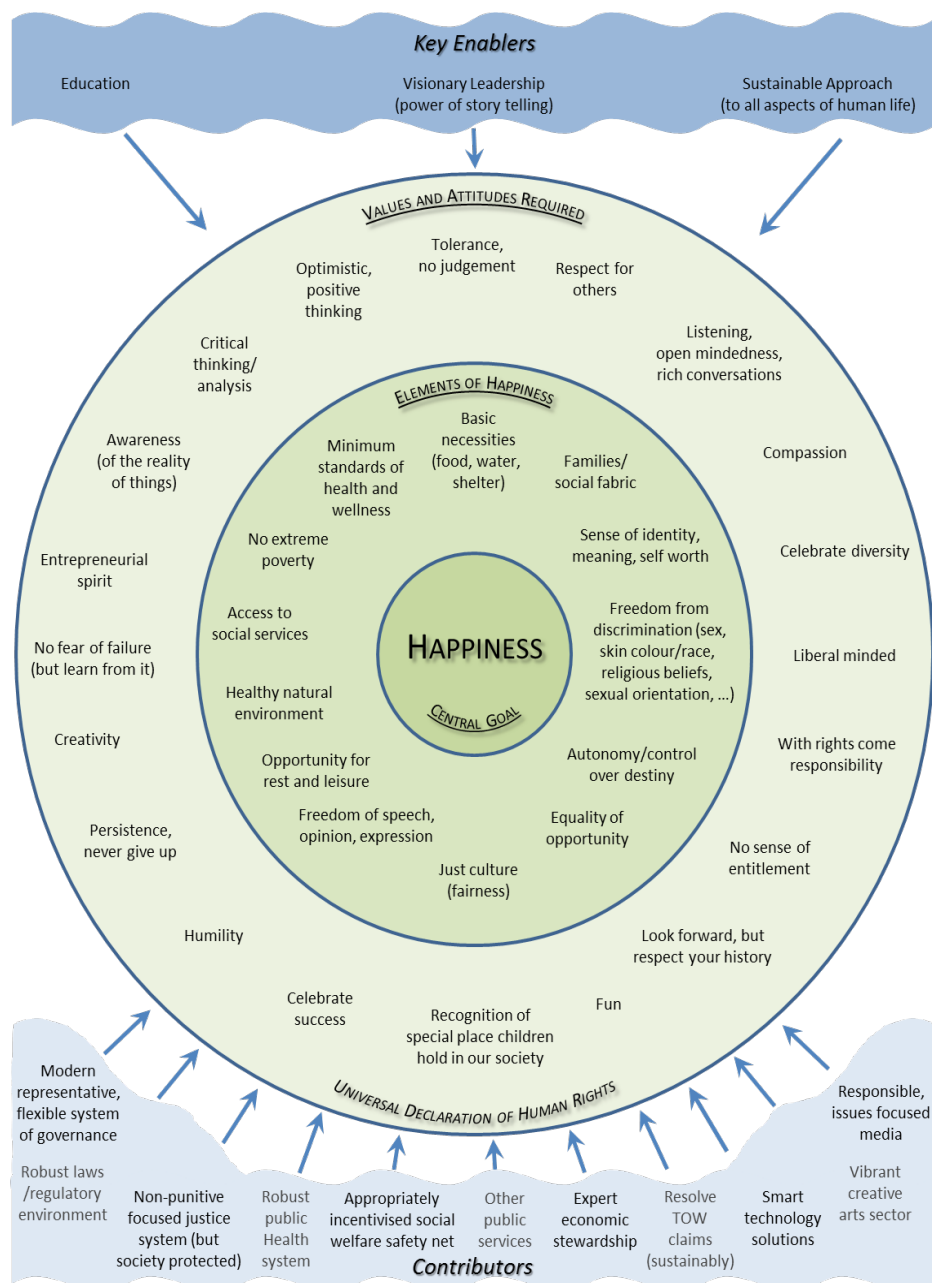 Key Enablers
Education
Visionary Leadership
(power of story telling)
Sustainable Approach
(to all aspects of human life)
VALUES AND ATTITUDES REQUIRED
Tolerance,
no judgement
Optimistic,
positive
thinking
Respect for
others
Critical
thinking/
analysis
Listening,
open mindedness,
rich conversations
Awareness
(of the reality
of things)
Compassion
Entrepreneurial
spirit
Celebrate diversity
No fear of failure
(but learn from it)
Liberal minded
Creativity
With rights come
responsibility
Persistence,
never give up
No sense of
entitlement
Humility
Look forward, but
respect your history
Celebrate
success
Fun
Recognition of
special place children
hold in our society
UNIVERSAL DECLARATION OF HUMAN RIGHTS
ELEMENTS OF HAPPINESS
Basic
necessities
(food, water,
shelter)
Minimum
standards of
health and
wellness
Families/
social fabric
No extreme
poverty
Sense of identity,
meaning, self worth
Access to
social services
Freedom from
discrimination (sex,
skin colour/race,
religious beliefs,
sexual orientation, ...)
Healthy natural
environment
Opportunity for
rest and leisure
Autonomy/control
over destiny
Freedom of speech,
opinion, expression
Equality of
opportunity
Just culture
(fairness)
HAPPINESS
CENTRAL GOAL
Modern
representative,
flexible system
of governance
Robust laws
/regulatory
environment
Non-punitive
focused justice
system (but
society protected)
Robust
public
Health
system
Appropriately
incentivised social
welfare safety net
Other
public
services
Expert
economic
stewardship
Resolve
TOW
claims
(sustainably)
Smart
technology
solutions
Responsible,
issues focused
media
Vibrant
creative
arts sector
Contributors